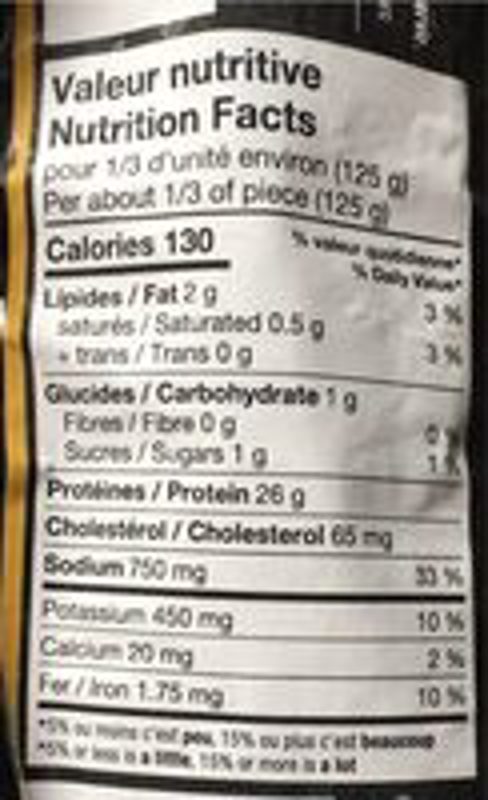 Valeur nutritive
Nutrition Facts
pour 1/3 d'unité environ (125 g)
Per about 1/3 of piece (125 g)
Calories 130
% valeur quotidienne*
% Daily Value*
Lipides / Fat 2 g 3 %
saturés / Saturated 0.5 g
+ trans / Trans 0 g 3 %
Glucides / Carbohydrate 1 g
Fibres / Fibre 0 g 0 %
Sucres / Sugars 1 g 1 %
Protéines / Protein 26 g
Cholestérol / Cholesterol 65 mg
Sodium 750 mg 33 %
Potassium 450 mg 10 %
Calcium 20 mg 2 %
Fer / Iron 1.75 mg 10 %
*5% ou moins c'est peu, 15% ou plus c'est beaucoup
*5% or less is a little, 15% or more is a lot